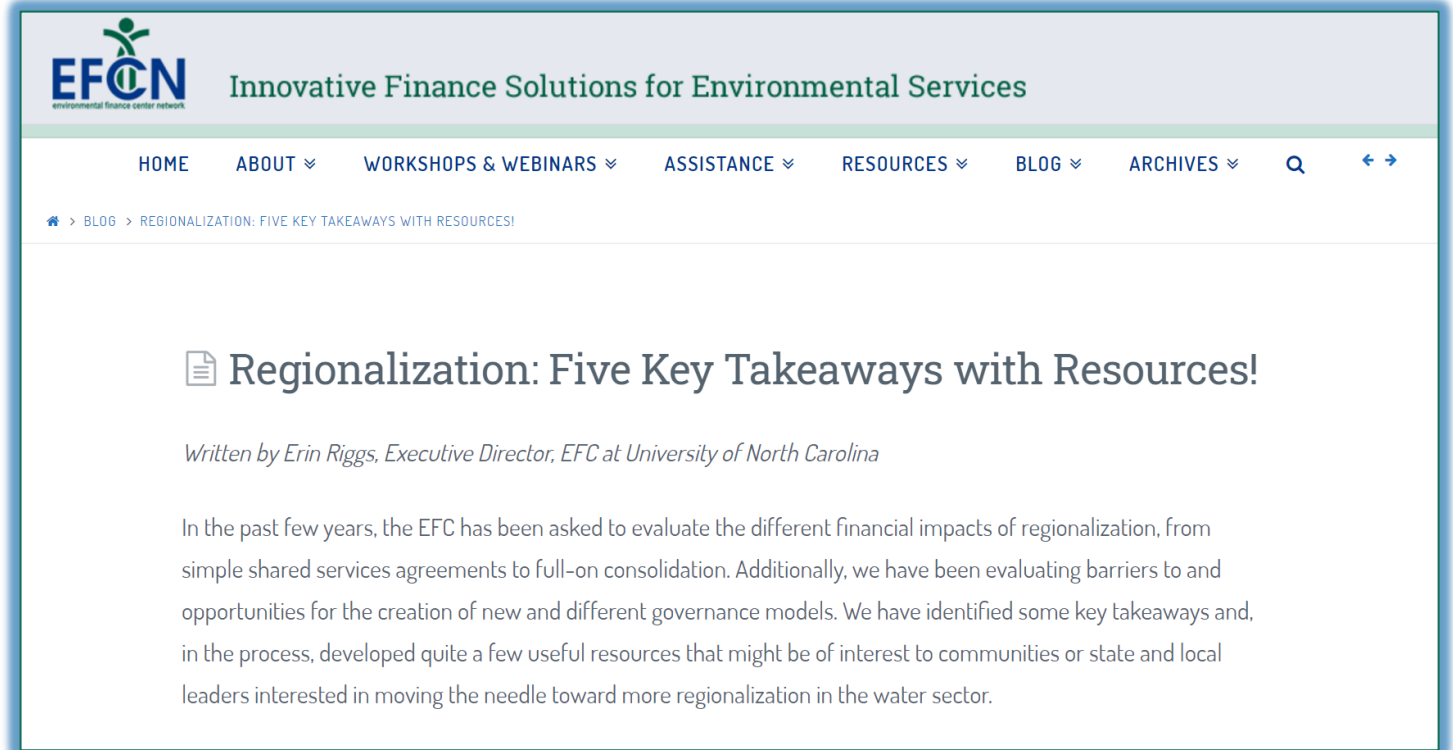 EFCN
environmental finance center network
Innovative Finance Solutions for Environmental Services
HOME ABOUT WORKSHOPS & WEBINARS ASSISTANCE RESOURCES BLOG ARCHIVES
> BLOG > REGIONALIZATION: FIVE KEY TAKEAWAYS WITH RESOURCES!
Regionalization: Five Key Takeaways with Resources!
Written by Erin Riggs, Executive Director, EFC at University of North Carolina
In the past few years, the EFC has been asked to evaluate the different financial impacts of regionalization, from
simple shared services agreements to full-on consolidation. Additionally, we have been evaluating barriers to and
opportunities for the creation of new and different governance models. We have identified some key takeaways and,
in the process, developed quite a few useful resources that might be of interest to communities or state and local
leaders interested in moving the needle toward more regionalization in the water sector.